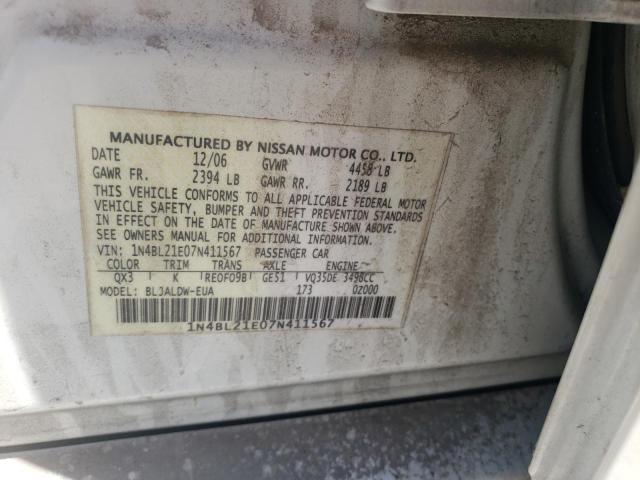 MANUFACTURED BY NISSAN MOTOR CO., LTD.
DATE 12/06 GVWR 4458 LB
GAWR FR. 2394 LB GAWR RR. 2189 LB
THIS VEHICLE CONFORMS TO ALL APPLICABLE FEDERAL MOTOR
VEHICLE SAFETY, BUMPER AND THEFT PREVENTION STANDARDS
IN EFFECT ON THE DATE OF MANUFACTURE SHOWN ABOVE.
SEE OWNERS MANUAL FOR ADDITIONAL INFORMATION.
VIN: 1N4BL21E07N411567 PASSENGER CAR
COLOR TRIM TRANS AXLE ENGINE
QX3 K RE0F09B GE51 VQ35DE 3498CC
MODEL: BL3ALDW-EUA 173 0Z000
1N4BL21E07N411567